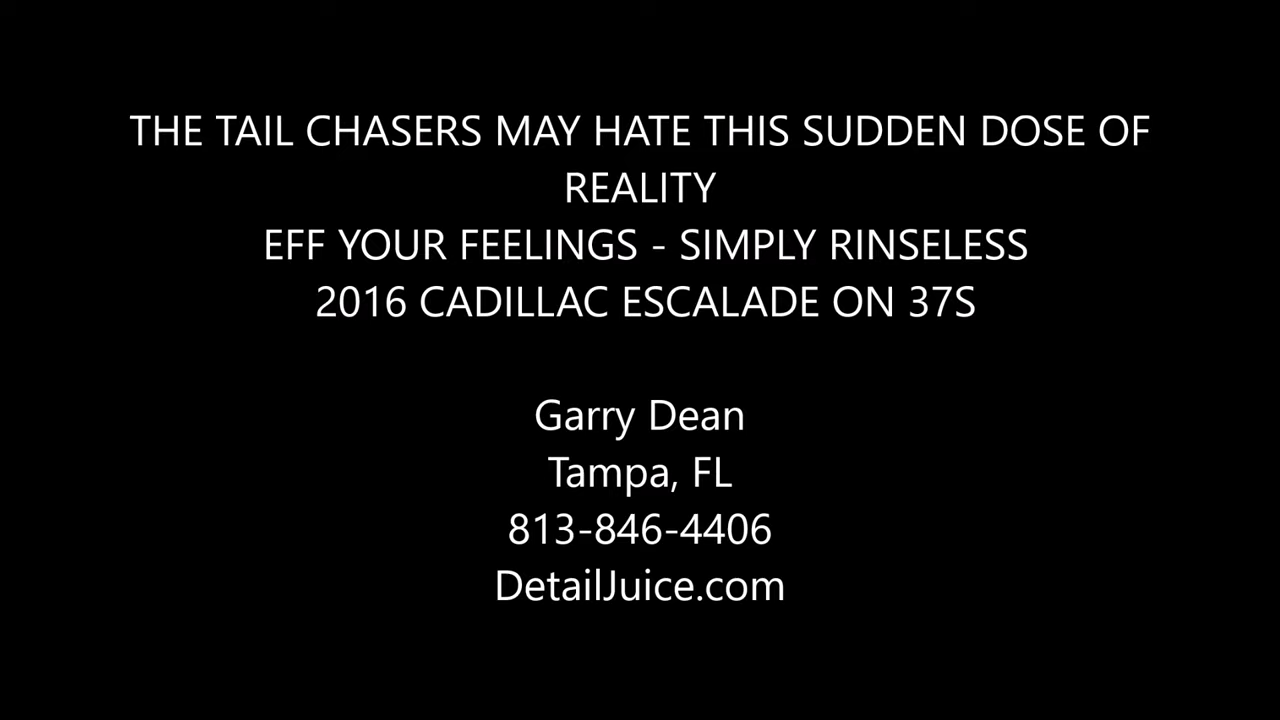 THE TAIL CHASERS MAY HATE THIS SUDDEN DOSE OF
REALITY
EFF YOUR FEELINGS - SIMPLY RINSELESS
2016 CADILLAC ESCALADE ON 37S
Garry Dean
Tampa, FL
813-846-4406
DetailJuice.com